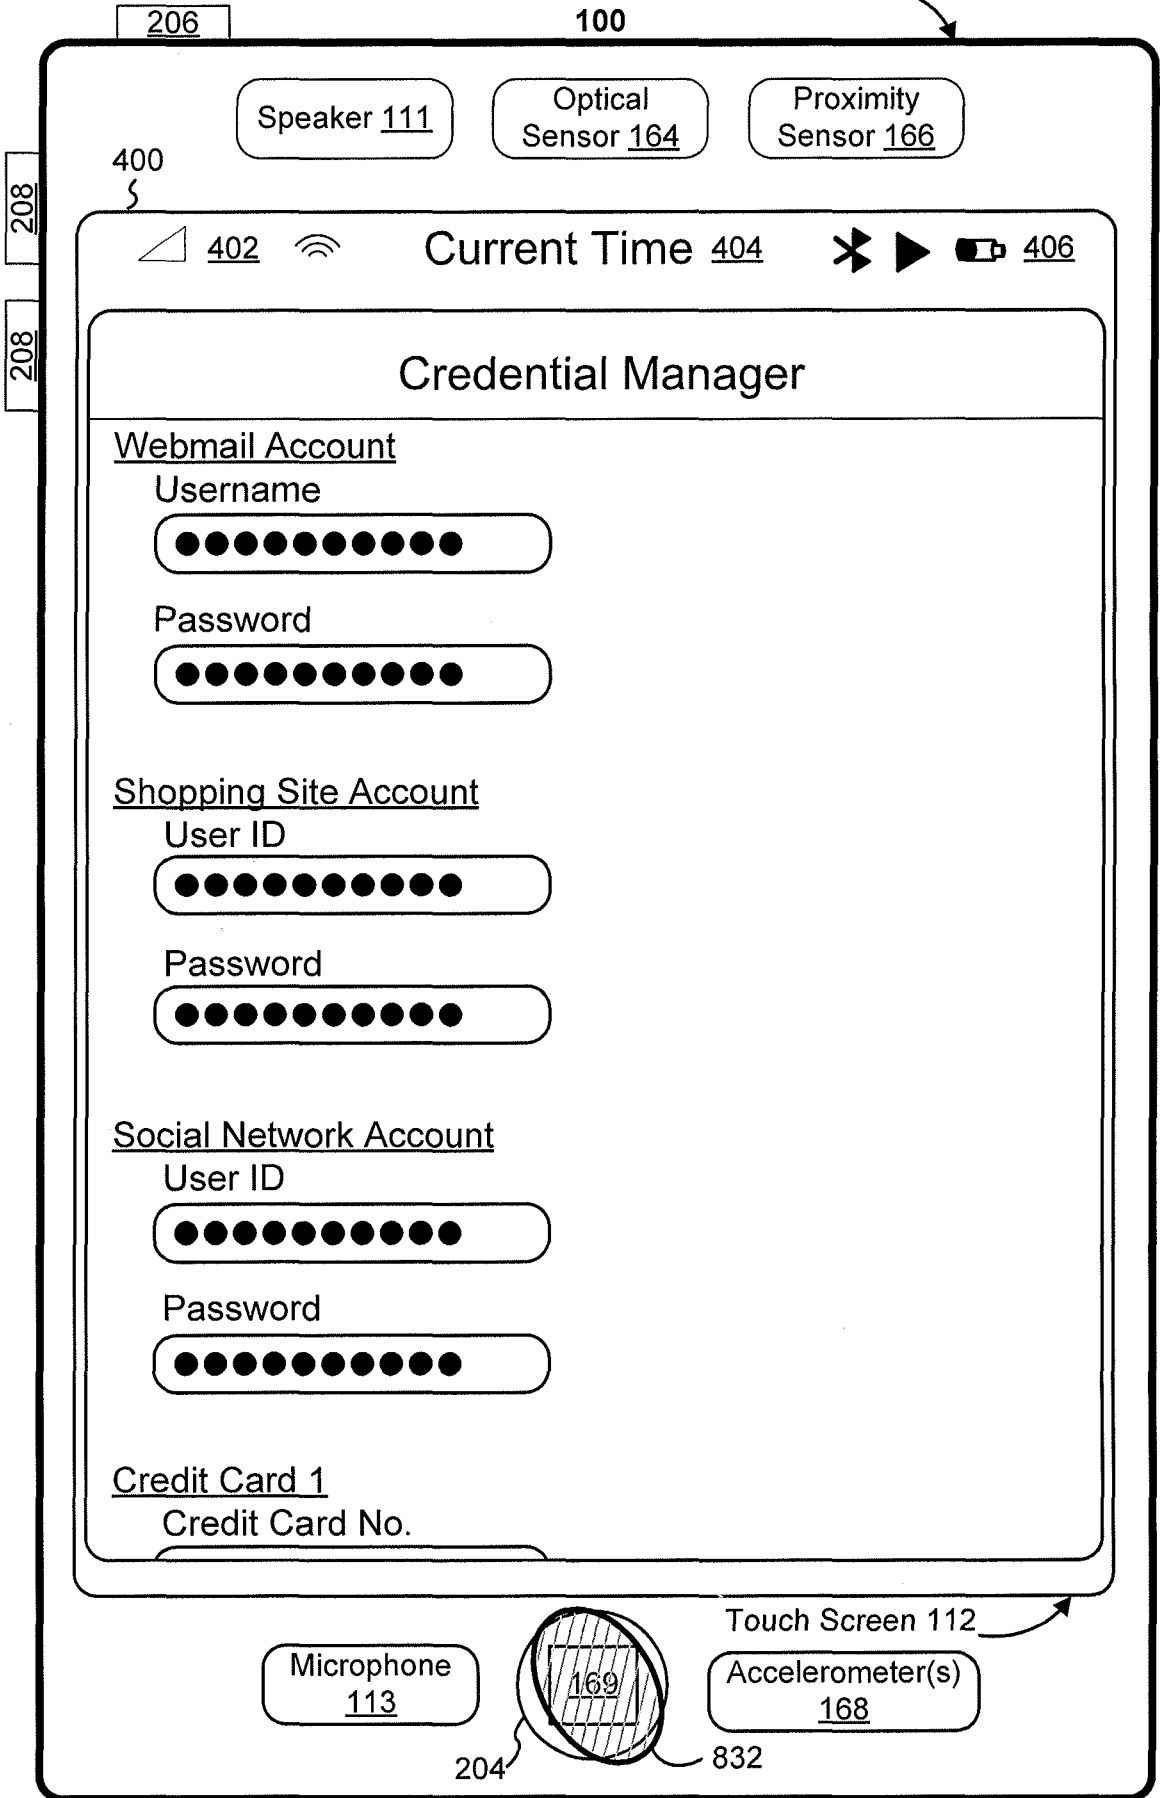 206
100
Speaker 111
Optical
Sensor 164
Proximity
Sensor 166
400
208
402 Current Time 404 406
208
Credential Manager
Webmail Account
Username
Password
Shopping Site Account
User ID
Password
Social Network Account
User ID
Password
Credit Card 1
Credit Card No.
Touch Screen 112
Microphone
113
169
Accelerometer(s)
168
204
832